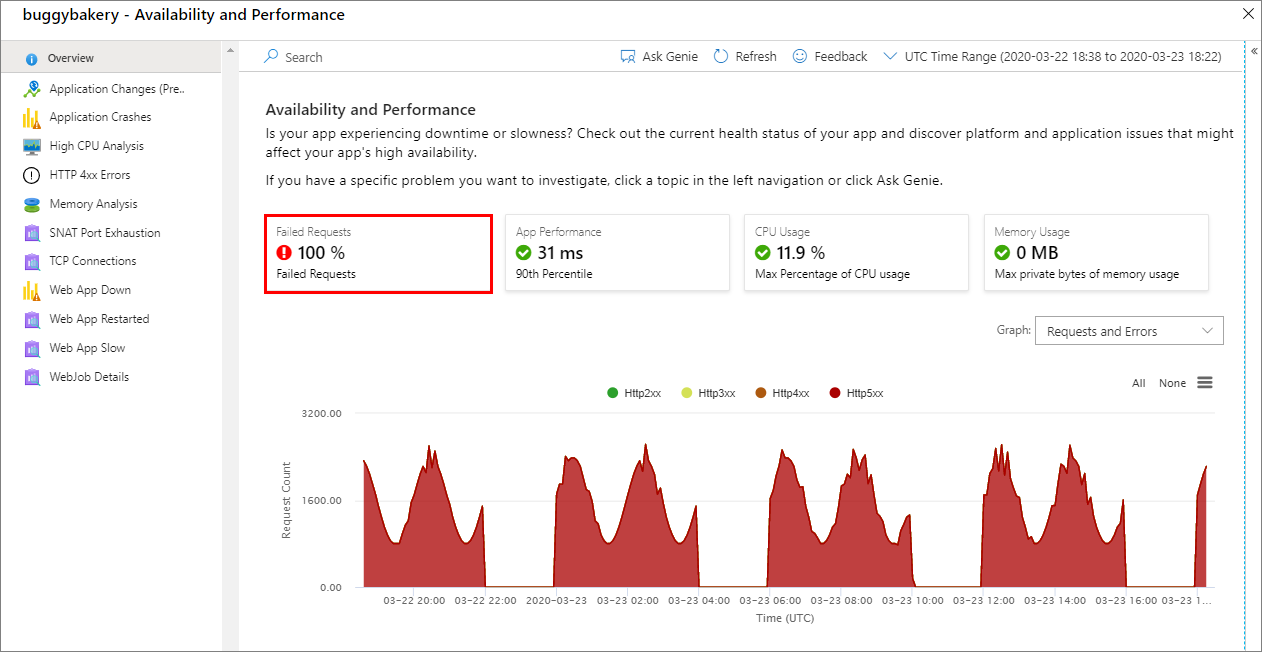 buggybakery - Availability and Performance
Overview
Application Changes (Pre..
Application Crashes
High CPU Analysis
HTTP 4xx Errors
Memory Analysis
SNAT Port Exhaustion
TCP Connections
Web App Down
Web App Restarted
Web App Slow
WebJob Details
Search
Ask Genie
Refresh
Feedback
UTC Time Range (2020-03-22 18:38 to 2020-03-23 18:22)
Availability and Performance
Is your app experiencing downtime or slowness? Check out the current health status of your app and discover platform and application issues that might
affect your app's high availability.
If you have a specific problem you want to investigate, click a topic in the left navigation or click Ask Genie.
Failed Requests
100 %
Failed Requests
App Performance
31 ms
90th Percentile
CPU Usage
11.9 %
Max Percentage of CPU usage
Memory Usage
0 MB
Max private bytes of memory usage
Graph: Requests and Errors
All None
Http2xx Http3xx Http4xx Http5xx
3200.00
1600.00
0.00
Request Count
03-22 20:00 03-22 22:00 2020-03-23 03-23 02:00 03-23 04:00 03-23 06:00 03-23 08:00 03-23 10:00 03-23 12:00 03-23 14:00 03-23 16:00 03-23 1...
Time (UTC)